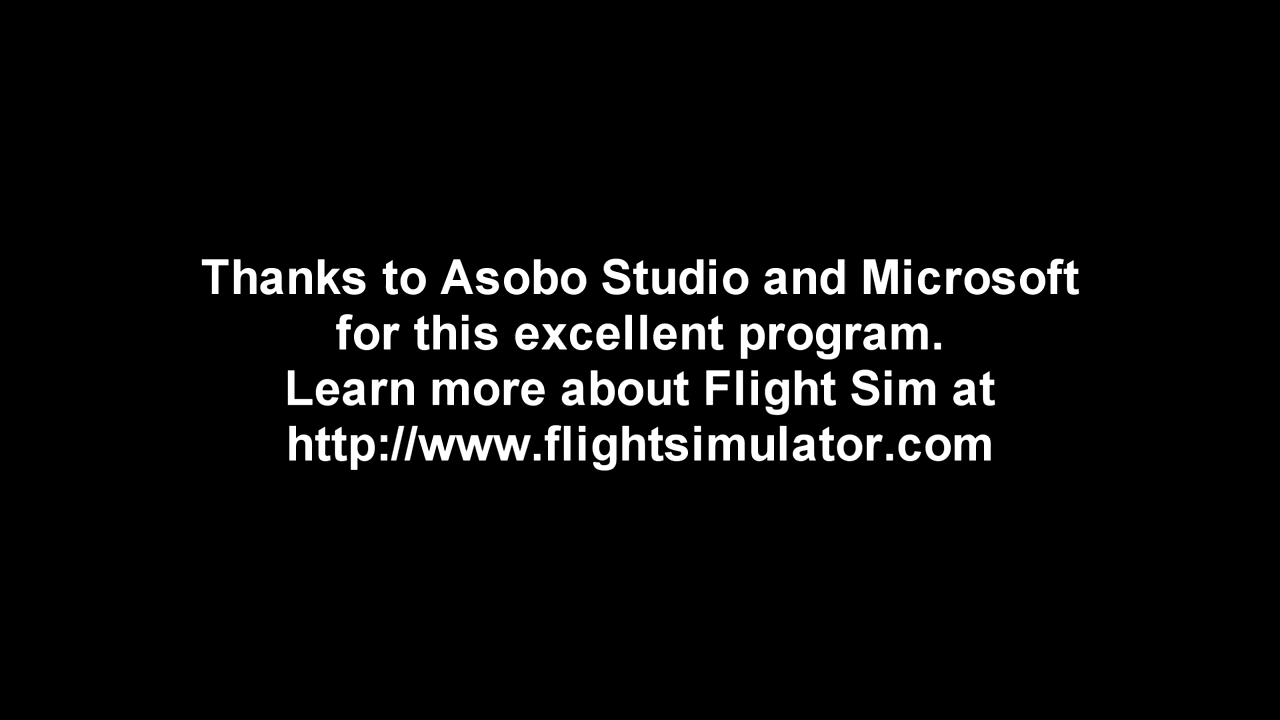 Thanks to Asobo Studio and Microsoft
for this excellent program.
Learn more about Flight Sim at
http://www.flightsimulator.com